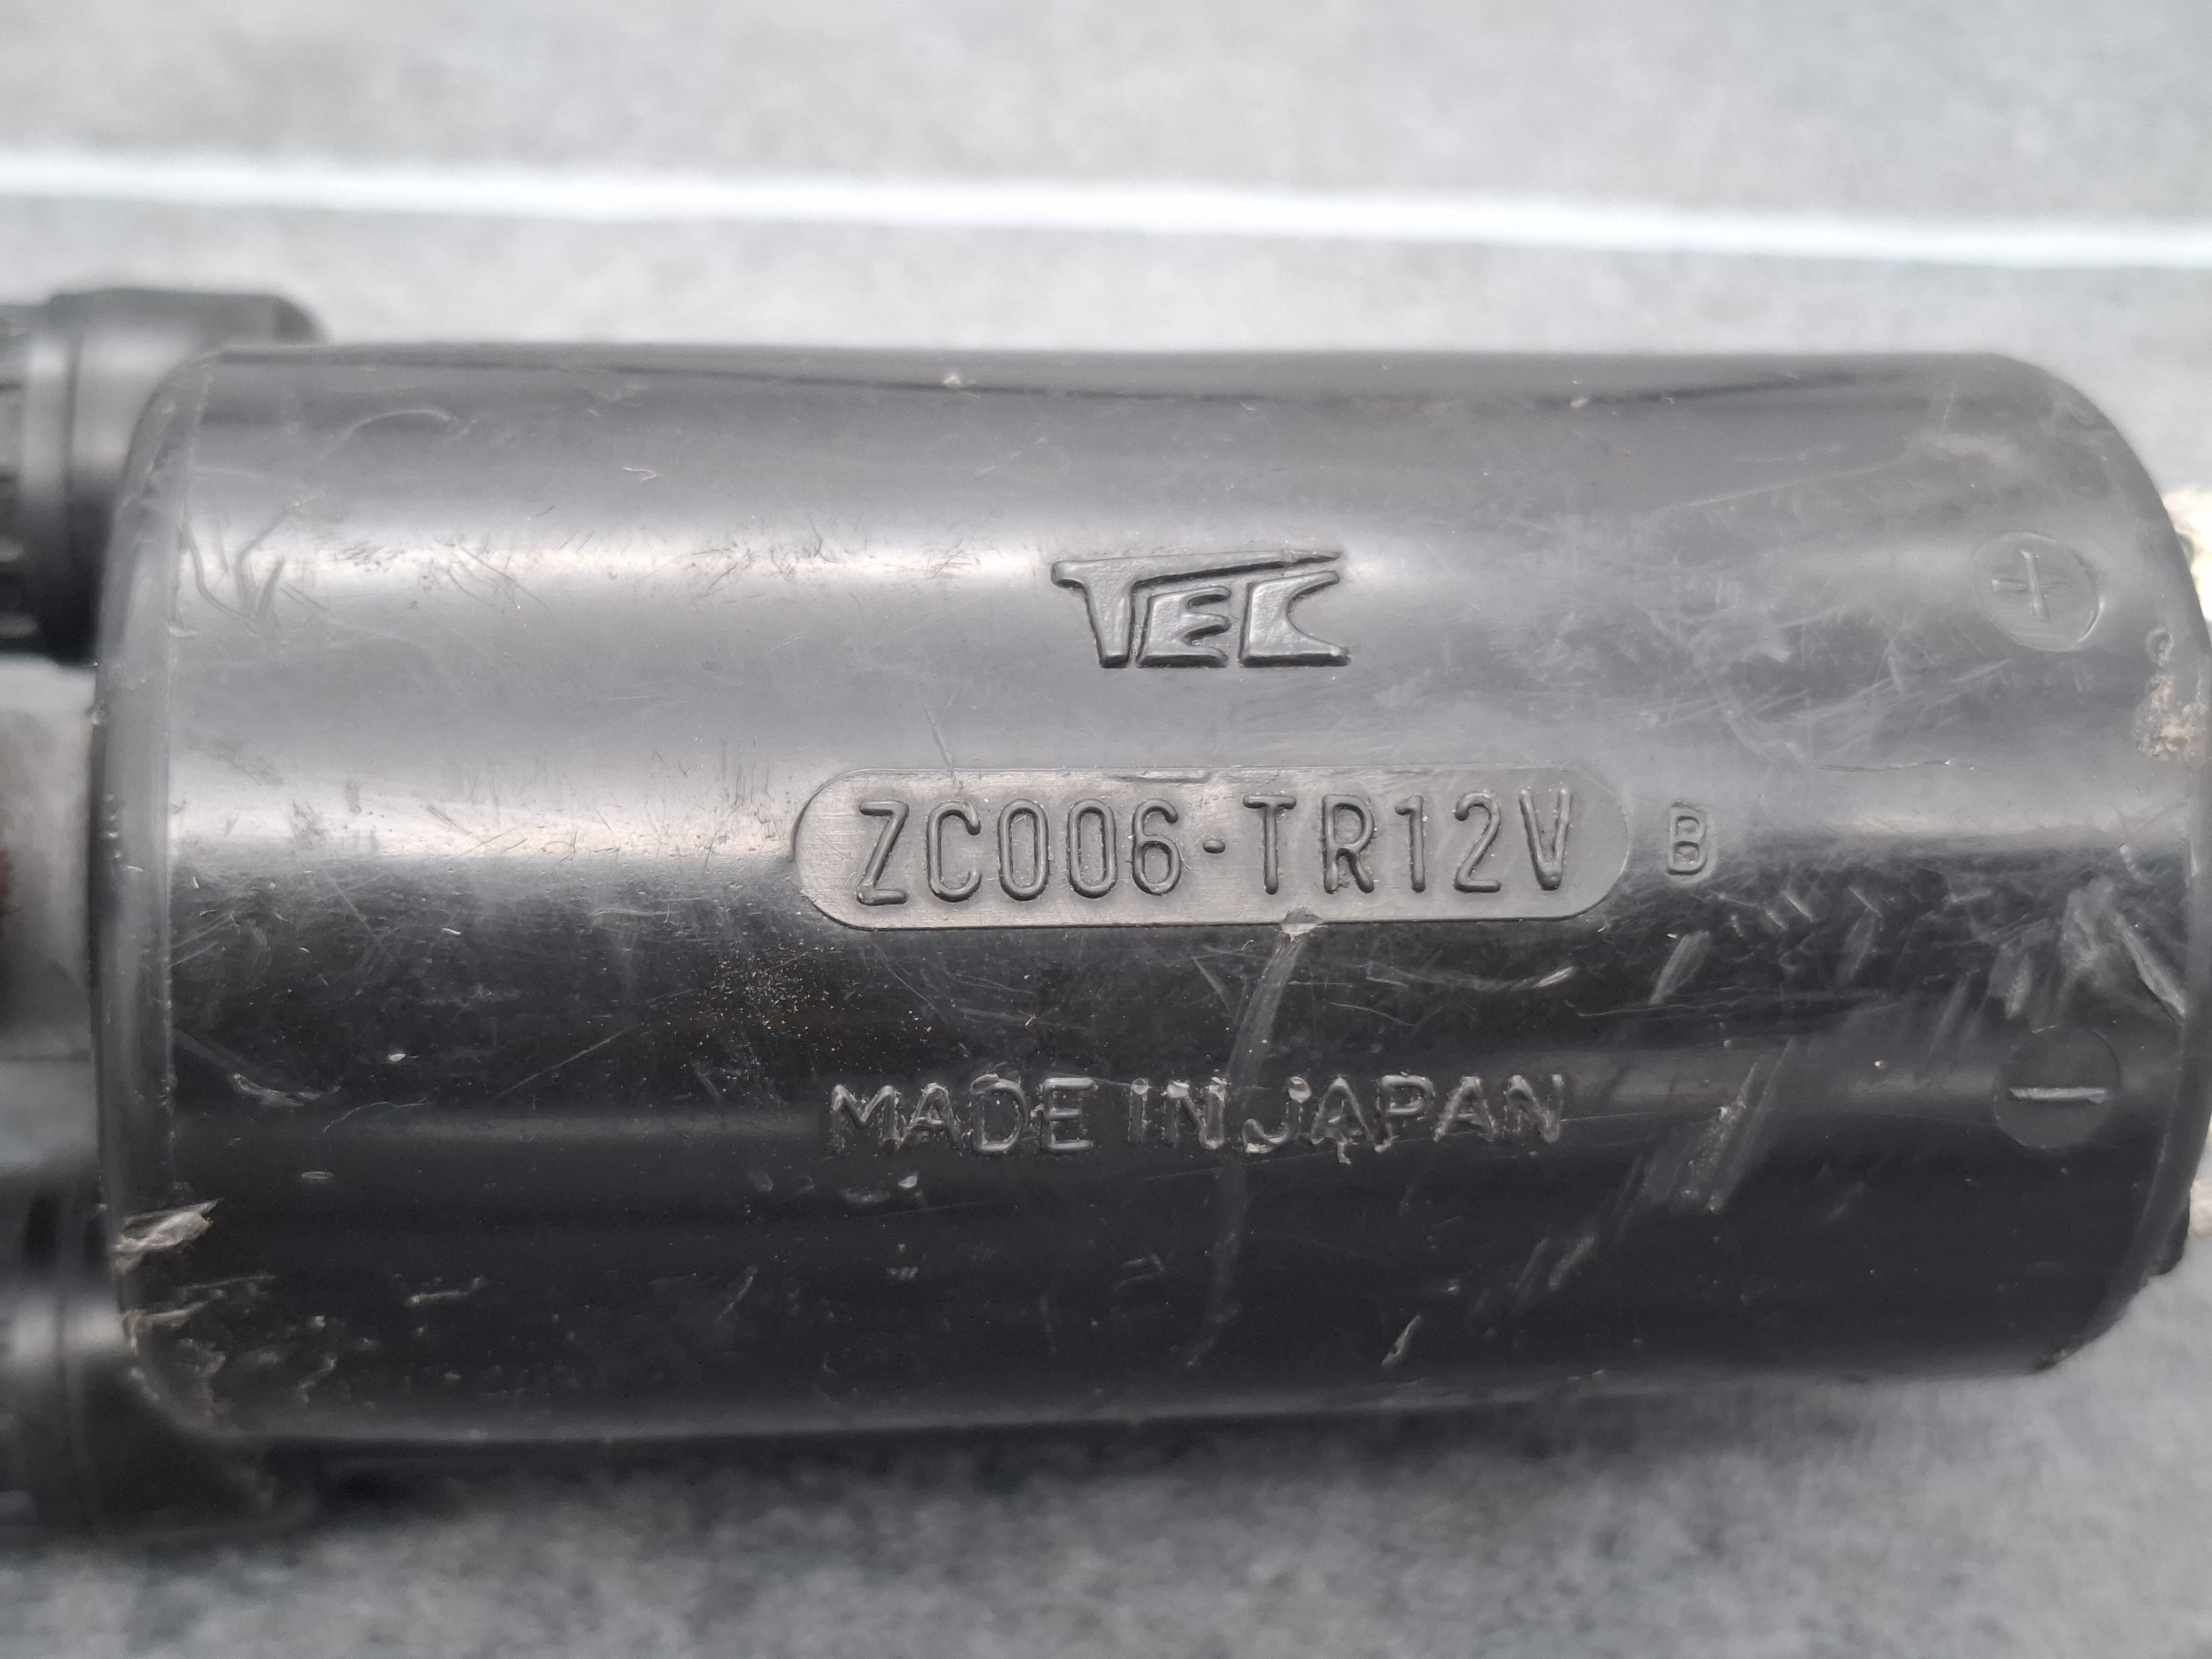 TEC
+
ZC006-TR12V B
MADE IN JAPAN
-